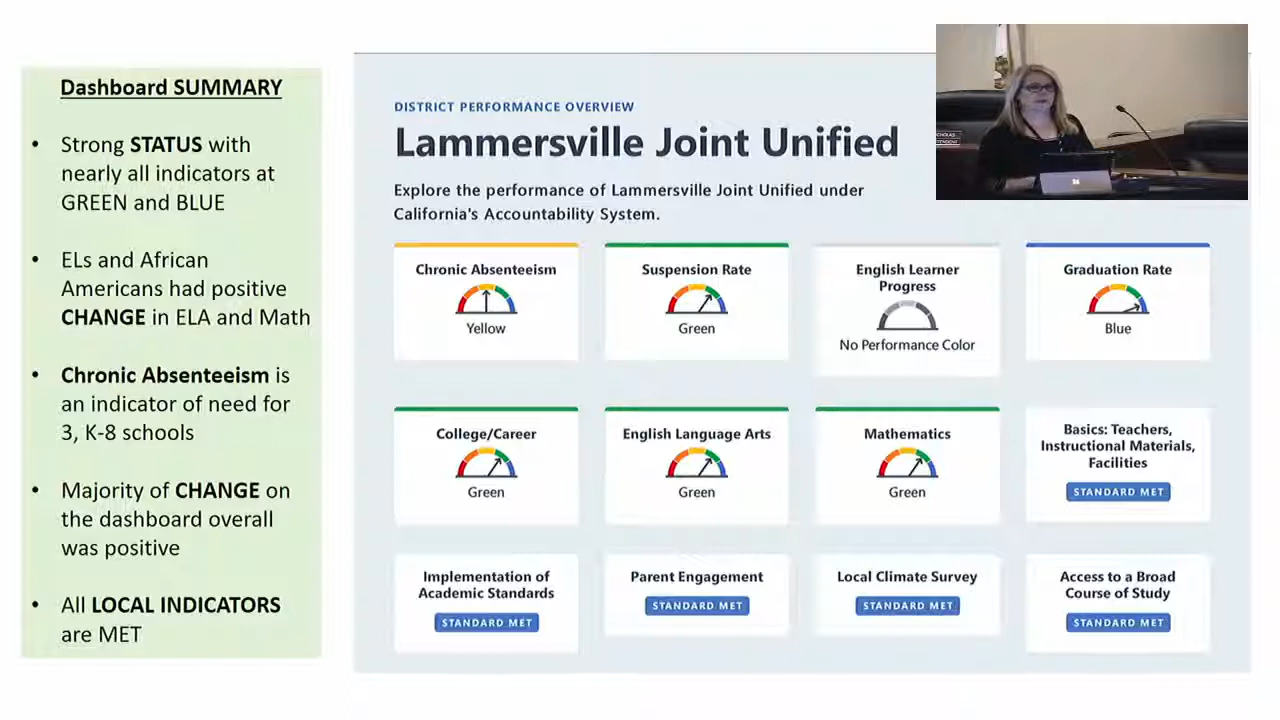 Dashboard SUMMARY
• Strong STATUS with
nearly all indicators at
GREEN and BLUE
• ELs and African
Americans had positive
CHANGE in ELA and Math
• Chronic Absenteeism is
an indicator of need for
3, K-8 schools
• Majority of CHANGE on
the dashboard overall
was positive
• All LOCAL INDICATORS
are MET
DISTRICT PERFORMANCE OVERVIEW
Lammersville Joint Unified
Explore the performance of Lammersville Joint Unified under
California's Accountability System.
Chronic Absenteeism
Yellow
Suspension Rate
Green
English Learner
Progress
No Performance Color
Graduation Rate
Blue
College/Career
Green
English Language Arts
Green
Mathematics
Green
Basics: Teachers,
Instructional Materials,
Facilities
STANDARD MET
Implementation of
Academic Standards
STANDARD MET
Parent Engagement
STANDARD MET
Local Climate Survey
STANDARD MET
Access to a Broad
Course of Study
STANDARD MET